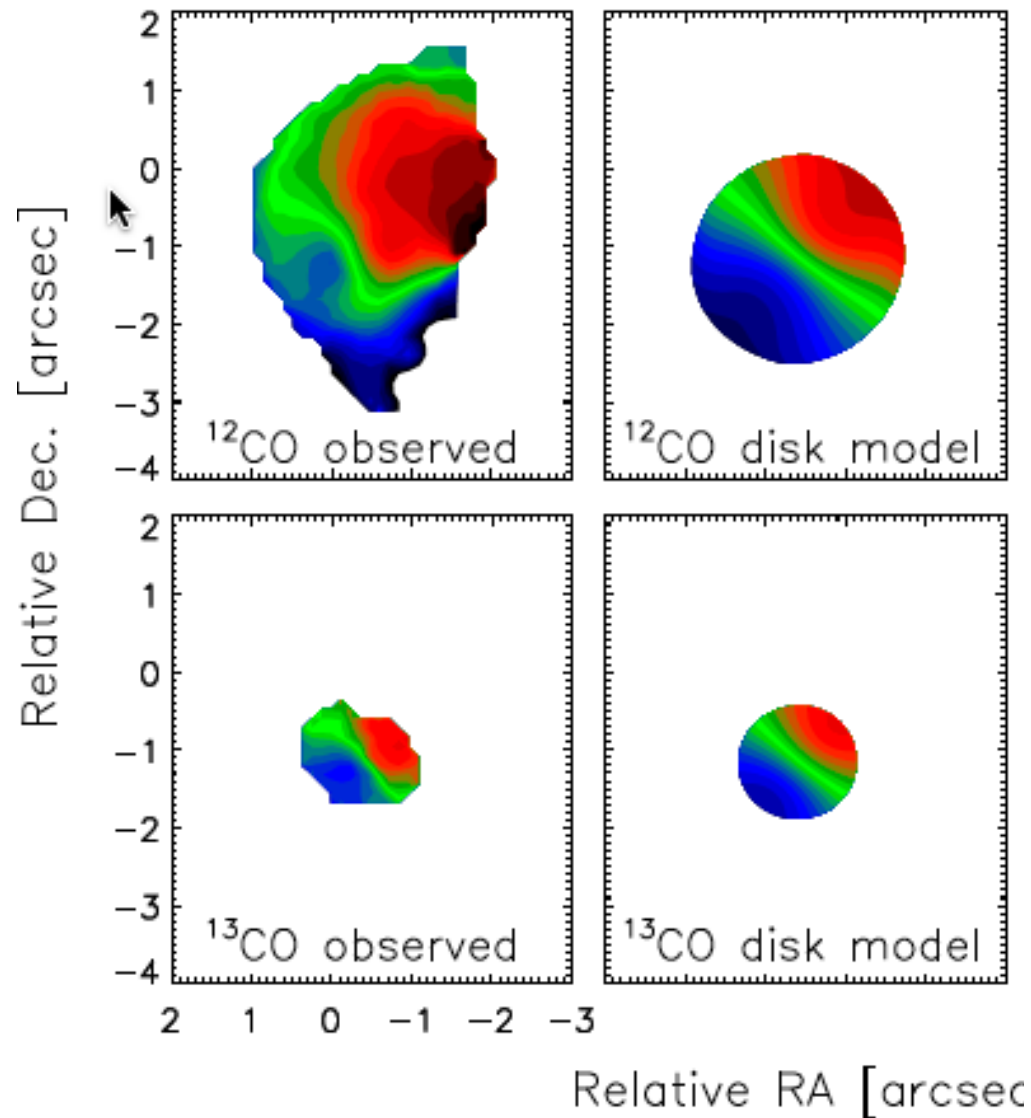 2
1
0
−1
−2
−3
−4
¹²CO observed
¹²CO disk model
Relative Dec. [arcsec]
2
1
0
−1
−2
−3
−4
¹³CO observed
¹³CO disk model
2 1 0 −1 −2 −3
Relative RA [arcsec